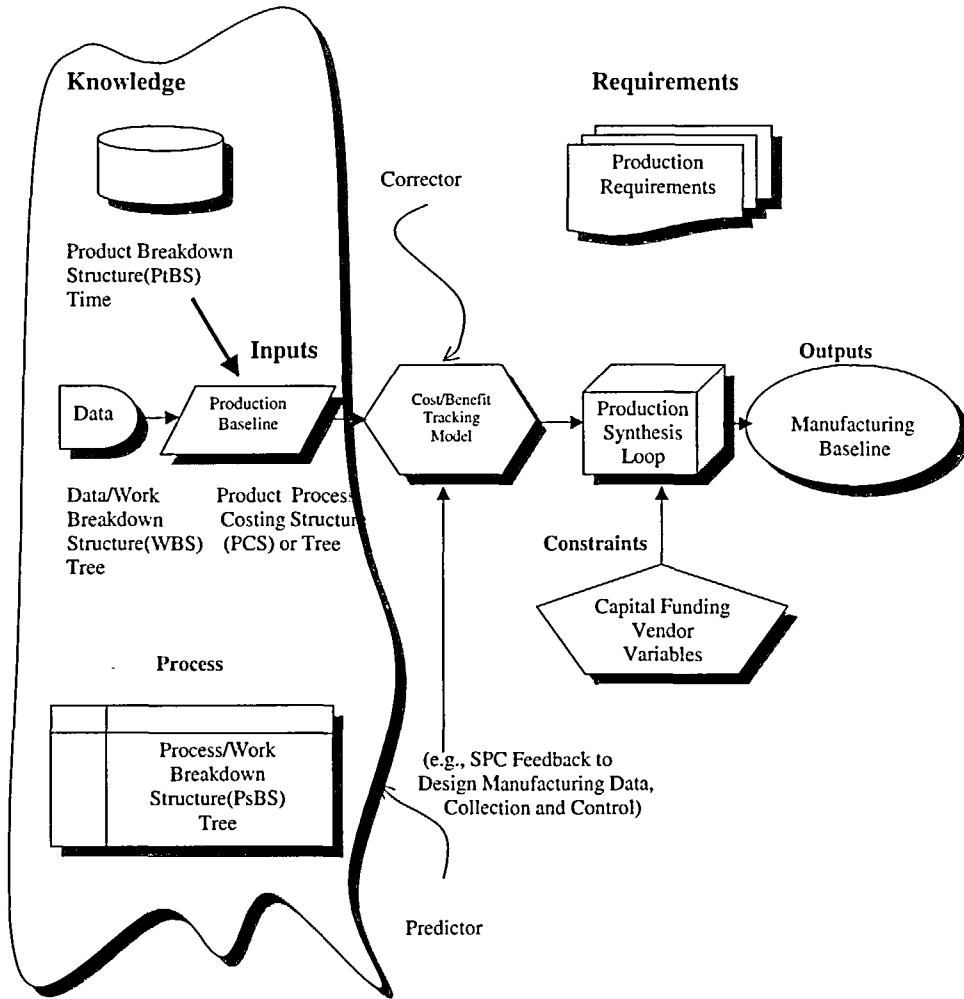 Knowledge
Requirements
Production
Requirements
Corrector
Product Breakdown
Structure(PtBS)
Time
Inputs
Outputs
Data
Production
Baseline
Cost/Benefit
Tracking
Model
Production
Synthesis
Loop
Manufacturing
Baseline
Data/Work
Breakdown
Structure(WBS)
Tree
Product Process
Costing Structure
(PCS) or Tree
Constraints
Capital Funding
Vendor
Variables
Process
Process/Work
Breakdown
Structure(PsBS)
Tree
(e.g., SPC Feedback to
Design Manufacturing Data,
Collection and Control)
Predictor